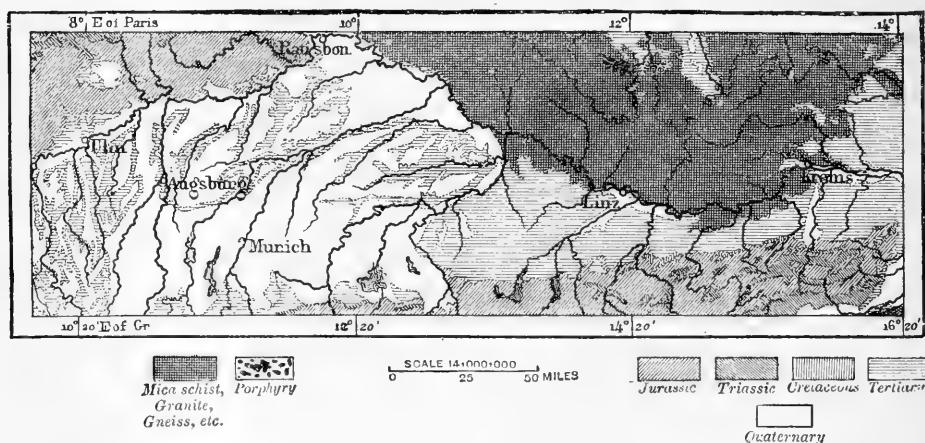 8° E of Paris 10° 12° 14°
Ratisbon
Ulm
Augsburg
Munich
Linz
Krems
10° 20' E of Gr 12° 20' 14° 20' 16° 20'
SCALE 1:4,000,000
0 25 50 MILES
Mica schist,
Granite,
Gneiss, etc.
Porphyry
Jurassic Triassic Cretaceous Tertiary
Quaternary